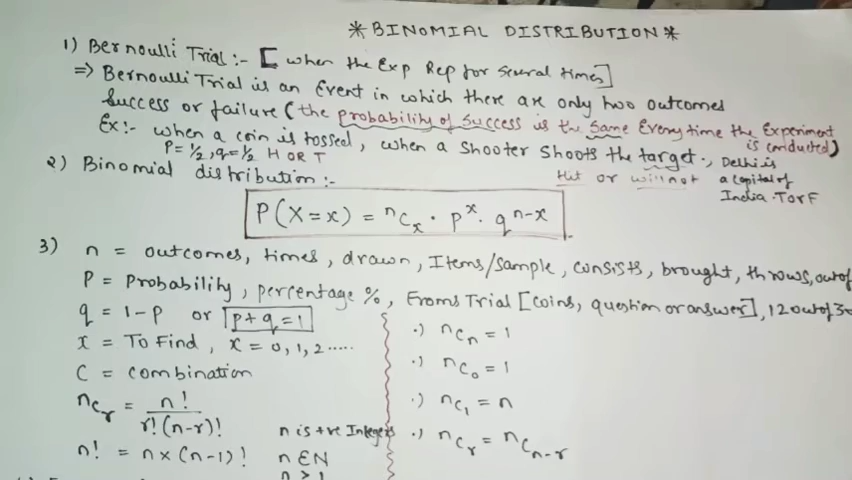 * BINOMIAL DISTRIBUTION *
1) Bernoulli Trial :- [ when the Exp Rep for several times]
⇒ Bernoulli Trial is an Event in which there are only two outcomes
Success or failure ( the probability of success is the same Every time the Experiment
is conducted)
Ex:- when a coin is tossed, when a shooter shoots the target., Delhi is
P = 1/2, q = 1/2 H OR T
Hit or will not a capital of
India . T or F
2) Binomial distribution :-
P(X=x) = ⁿCₓ · pˣ · qⁿ⁻ˣ
3) n = outcomes, times, drawn, Items/sample, consists, brought, throws, out of
P = Probability, percentage %, From 1 Trial [coins, question or answer], 12 out of 30
q = 1-p or p+q=1
x = To Find, x = 0, 1, 2 .....
C = combination
ⁿCᵣ = n! / r!(n-r)!
n! = n×(n-1)!
n is +ve Integers
n ∈ N
n > 1
·) ⁿCₙ = 1
·) ⁿC₀ = 1
·) ⁿC₁ = n
·) ⁿCᵣ = ⁿCₙ₋ᵣ